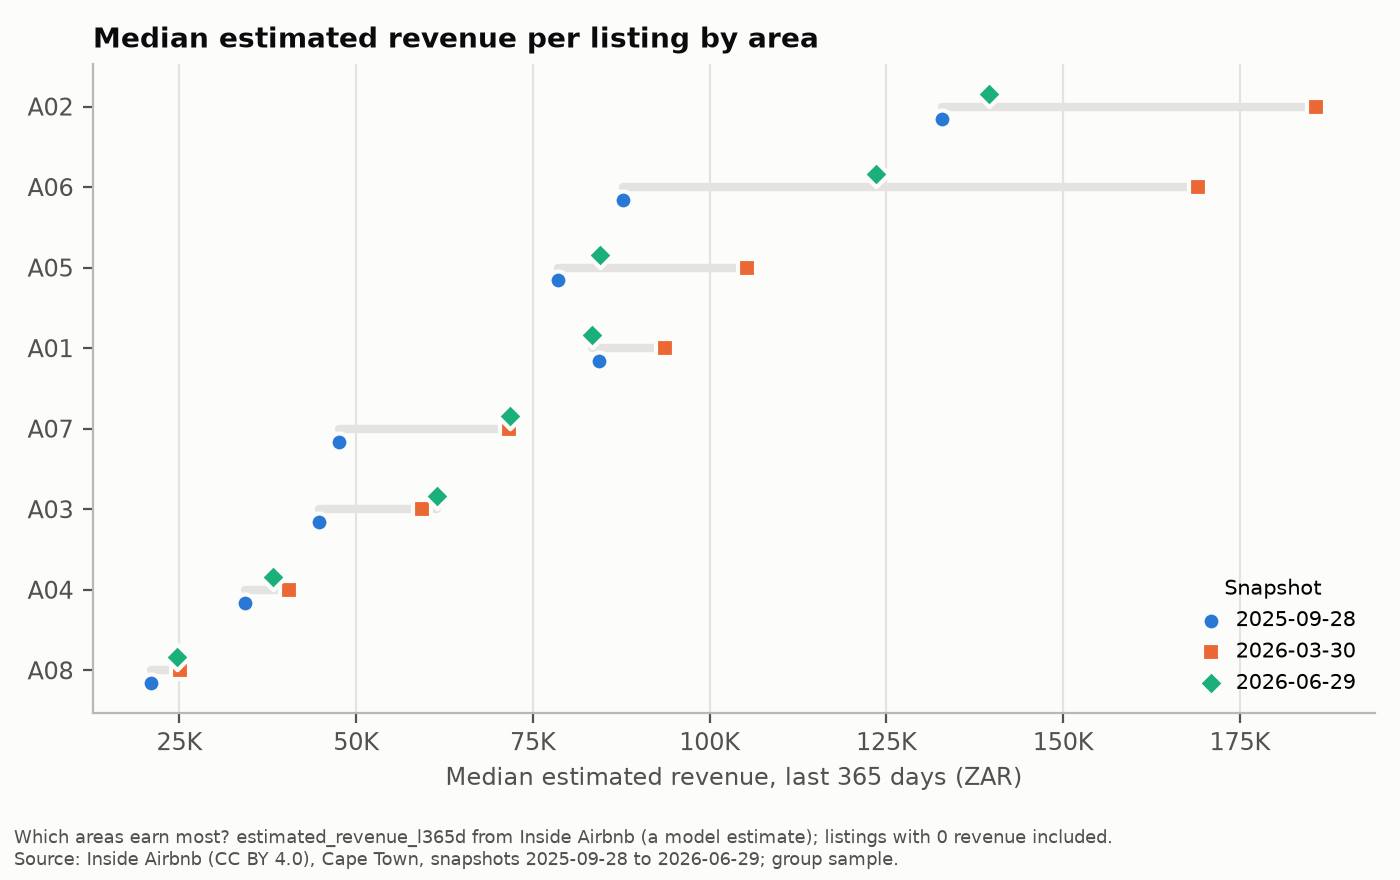 Median estimated revenue per listing by area
A02
A06
A05
A01
A07
A03
A04
A08
Snapshot
2025-09-28
2026-03-30
2026-06-29
25K 50K 75K 100K 125K 150K 175K
Median estimated revenue, last 365 days (ZAR)
Which areas earn most? estimated_revenue_l365d from Inside Airbnb (a model estimate); listings with 0 revenue included.
Source: Inside Airbnb (CC BY 4.0), Cape Town, snapshots 2025-09-28 to 2026-06-29; group sample.